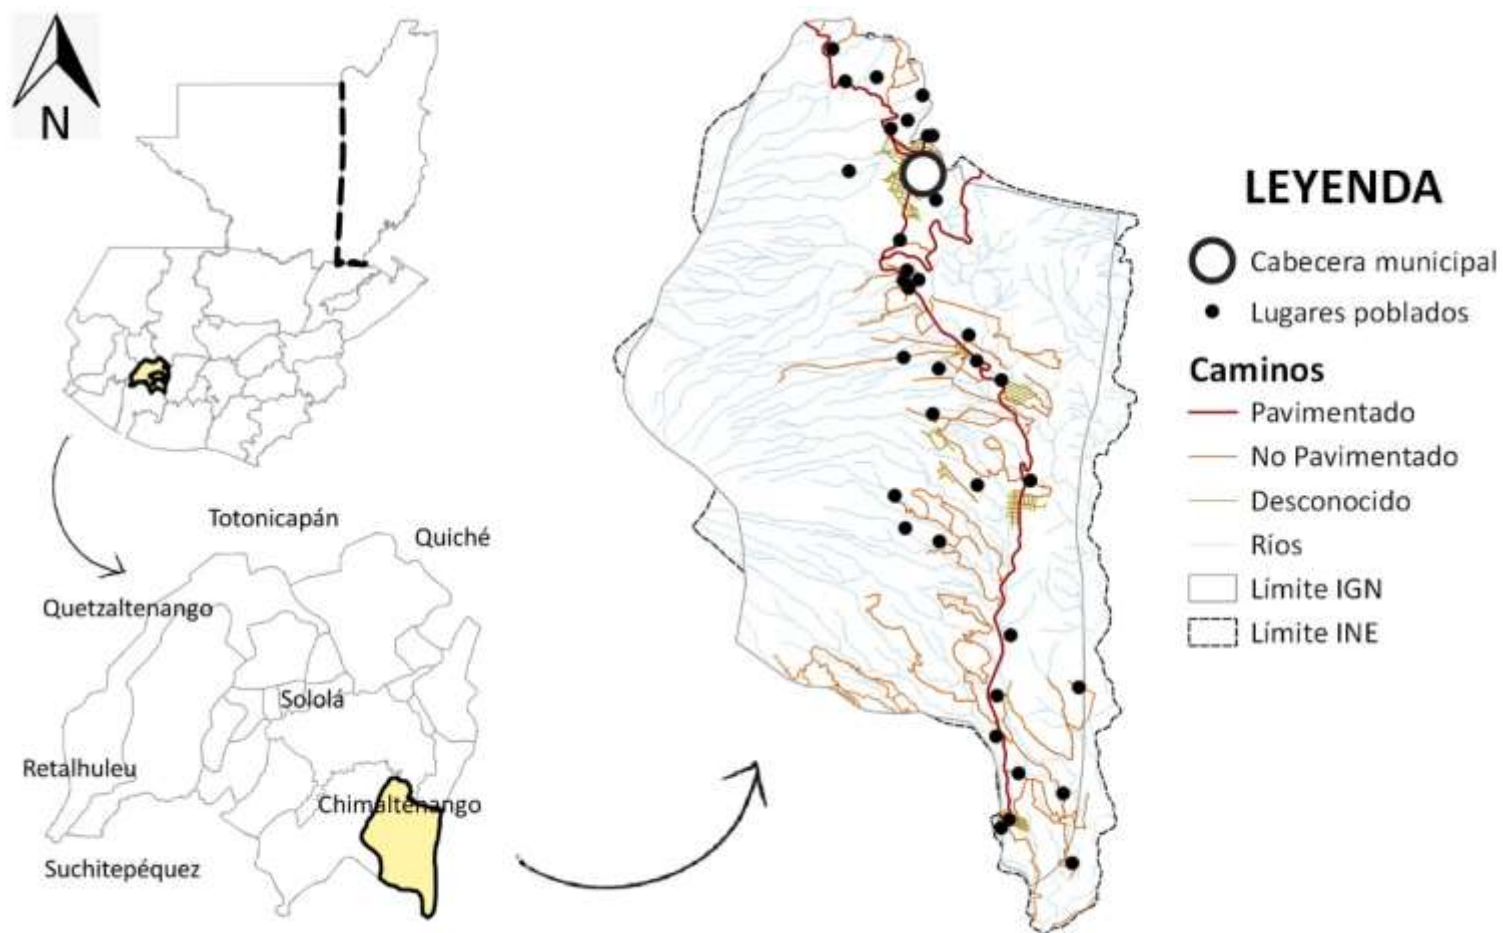 N
Totonicapán
Quiché
Quetzaltenango
Sololá
Retalhuleu
Chimaltenango
Suchitepéquez
LEYENDA
Cabecera municipal
Lugares poblados
Caminos
Pavimentado
No Pavimentado
Desconocido
Ríos
Límite IGN
Límite INE